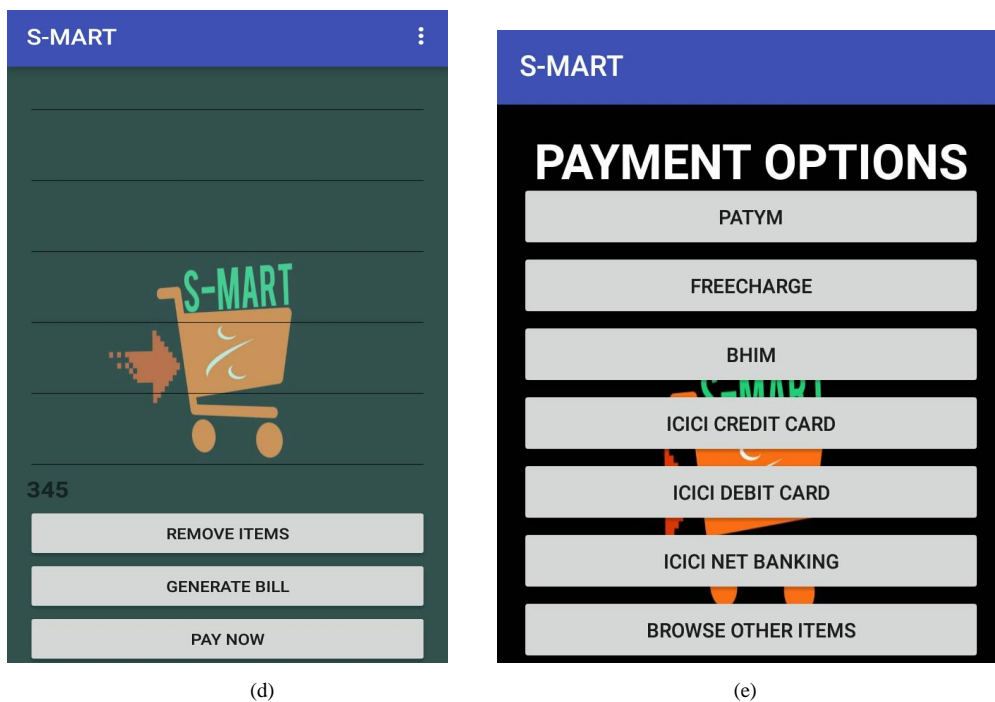 S-MART
S-MART
345
REMOVE ITEMS
GENERATE BILL
PAY NOW
(d)
S-MART
PAYMENT OPTIONS
PATYM
FREECHARGE
BHIM
S-MART
ICICI CREDIT CARD
ICICI DEBIT CARD
ICICI NET BANKING
BROWSE OTHER ITEMS
(e)